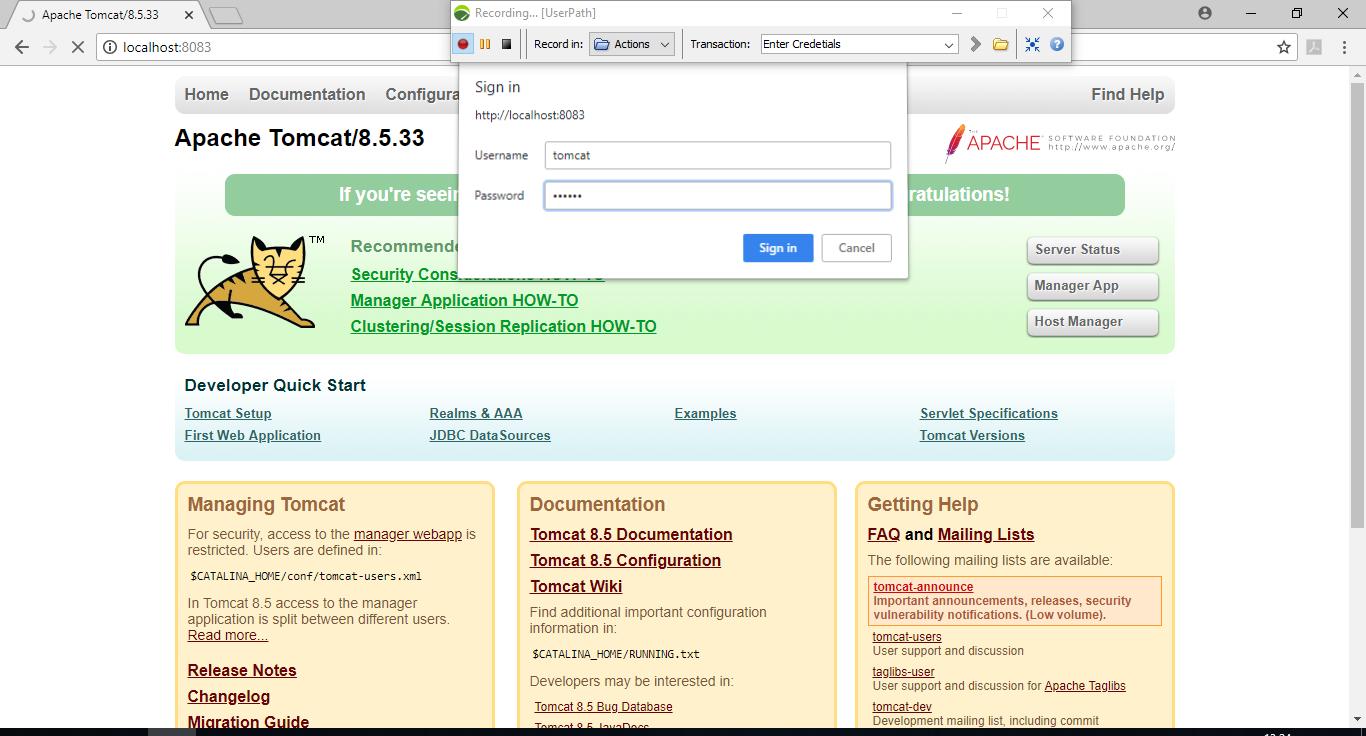 Apache Tomcat/8.5.33
Recording... [UserPath]
Record in:
Actions
Transaction:
Enter Credetials
localhost:8083
Home
Documentation
Configura
Find Help
Sign in
http://localhost:8083
Username
tomcat
Password
••••••
Sign in
Cancel
Apache Tomcat/8.5.33
THE
APACHE
SOFTWARE FOUNDATION
http://www.apache.org/
If you're seein
ratulations!
TM
Recommende
Security Considerations HOW-TO
Manager Application HOW-TO
Clustering/Session Replication HOW-TO
Server Status
Manager App
Host Manager
Developer Quick Start
Tomcat Setup
First Web Application
Realms & AAA
JDBC DataSources
Examples
Servlet Specifications
Tomcat Versions
Managing Tomcat
For security, access to the manager webapp is
restricted. Users are defined in:
$CATALINA_HOME/conf/tomcat-users.xml
In Tomcat 8.5 access to the manager
application is split between different users.
Read more...
Release Notes
Changelog
Migration Guide
Documentation
Tomcat 8.5 Documentation
Tomcat 8.5 Configuration
Tomcat Wiki
Find additional important configuration
information in:
$CATALINA_HOME/RUNNING.txt
Developers may be interested in:
Tomcat 8.5 Bug Database
Tomcat 8.5 JavaDocs
Getting Help
FAQ and Mailing Lists
The following mailing lists are available:
tomcat-announce
Important announcements, releases, security
vulnerability notifications. (Low volume).
tomcat-users
User support and discussion
taglibs-user
User support and discussion for Apache Taglibs
tomcat-dev
Development mailing list, including commit